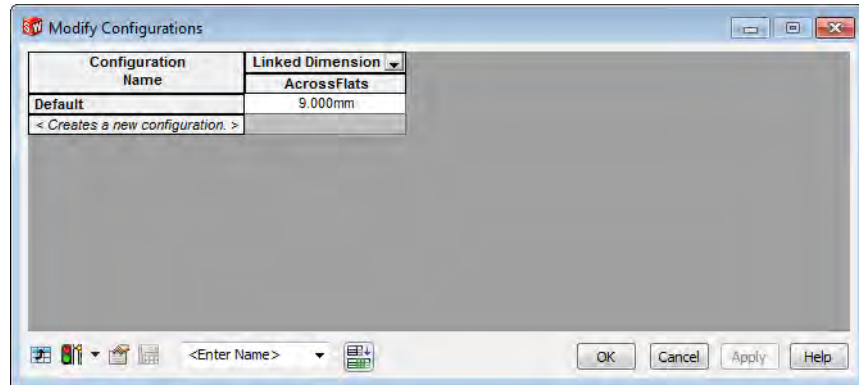 Modify Configurations
Configuration Name
Linked Dimension
AcrossFlats
Default
9.000mm
< Creates a new configuration. >
<Enter Name>
OK
Cancel
Apply
Help